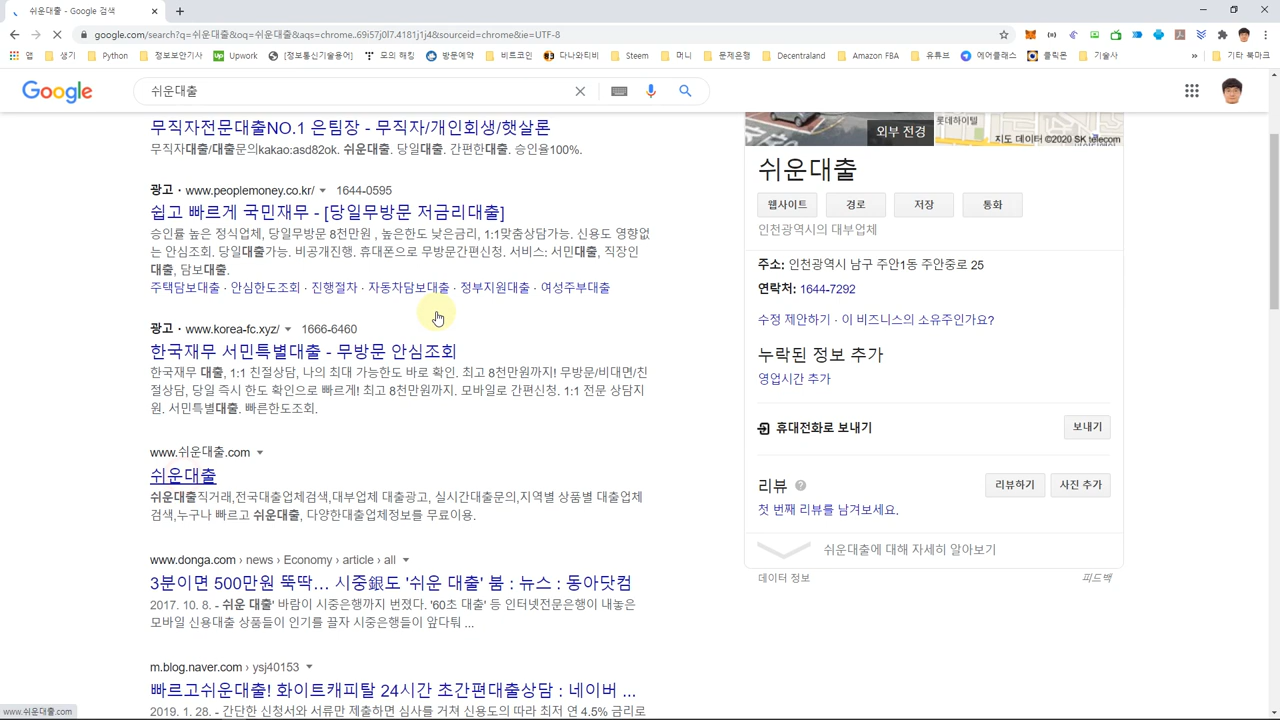 쉬운대출 - Google 검색
google.com/search?q=쉬운대출&oq=쉬운대출&aqs=chrome..69i57j0l7.4181j1j4&sourceid=chrome&ie=UTF-8
앱 생기 Python 정보보안기사 Upwork [정보통신기술용어] 모의 해킹 방문예약 비트코인 다나와티비 Steem 머니 문제은행 Decentraland Amazon FBA 유튜브 에어클래스 클릭몬 기술사 » 기타 북마크
Google
쉬운대출
무직자전문대출NO.1 은팀장 - 무직자/개인회생/햇살론
무직자대출/대출문의kakao:asd82ok. 쉬운대출. 당일대출. 간편한대출. 승인율100%.
광고 · www.peoplemoney.co.kr/ 1644-0595
쉽고 빠르게 국민재무 - [당일무방문 저금리대출]
승인률 높은 정식업체, 당일무방문 8천만원 , 높은한도 낮은금리, 1:1맞춤상담가능. 신용도 영향없
는 안심조회. 당일대출가능. 비공개진행. 휴대폰으로 무방문간편신청. 서비스: 서민대출, 직장인
대출, 담보대출.
주택담보대출 · 안심한도조회 · 진행절차 · 자동차담보대출 · 정부지원대출 · 여성주부대출
광고 · www.korea-fc.xyz/ 1666-6460
한국재무 서민특별대출 - 무방문 안심조회
한국재무 대출, 1:1 친절상담, 나의 최대 가능한도 바로 확인. 최고 8천만원까지! 무방문/비대면/친
절상담, 당일 즉시 한도 확인으로 빠르게! 최고 8천만원까지. 모바일로 간편신청. 1:1 전문 상담지
원. 서민특별대출. 빠른한도조회.
www.쉬운대출.com
쉬운대출
쉬운대출직거래,전국대출업체검색,대부업체 대출광고, 실시간대출문의,지역별 상품별 대출업체
검색,누구나 빠르고 쉬운대출, 다양한대출업체정보를 무료이용.
www.donga.com › news › Economy › article › all
3분이면 500만원 뚝딱… 시중銀도 '쉬운 대출' 붐 : 뉴스 : 동아닷컴
2017. 10. 8. - 쉬운 대출' 바람이 시중은행까지 번졌다. '60초 대출' 등 인터넷전문은행이 내놓은
모바일 신용대출 상품들이 인기를 끌자 시중은행들이 앞다퉈 ...
m.blog.naver.com › ysj40153
빠르고쉬운대출! 화이트캐피탈 24시간 초간편대출상담 : 네이버 ...
2019. 1. 28. - 간단한 신청서와 서류만 제출하면 심사를 거쳐 신용도의 따라 최저 연 4.5% 금리로
www.쉬운대출.com
외부 전경
롯데하이텔
지도 데이터 ©2020 SK telecom
쉬운대출
웹사이트 경로 저장 통화
인천광역시의 대부업체
주소: 인천광역시 남구 주안1동 주안중로 25
연락처: 1644-7292
수정 제안하기 · 이 비즈니스의 소유주인가요?
누락된 정보 추가
영업시간 추가
휴대전화로 보내기 보내기
리뷰 리뷰하기 사진 추가
첫 번째 리뷰를 남겨보세요.
쉬운대출에 대해 자세히 알아보기
데이터 정보 피드백